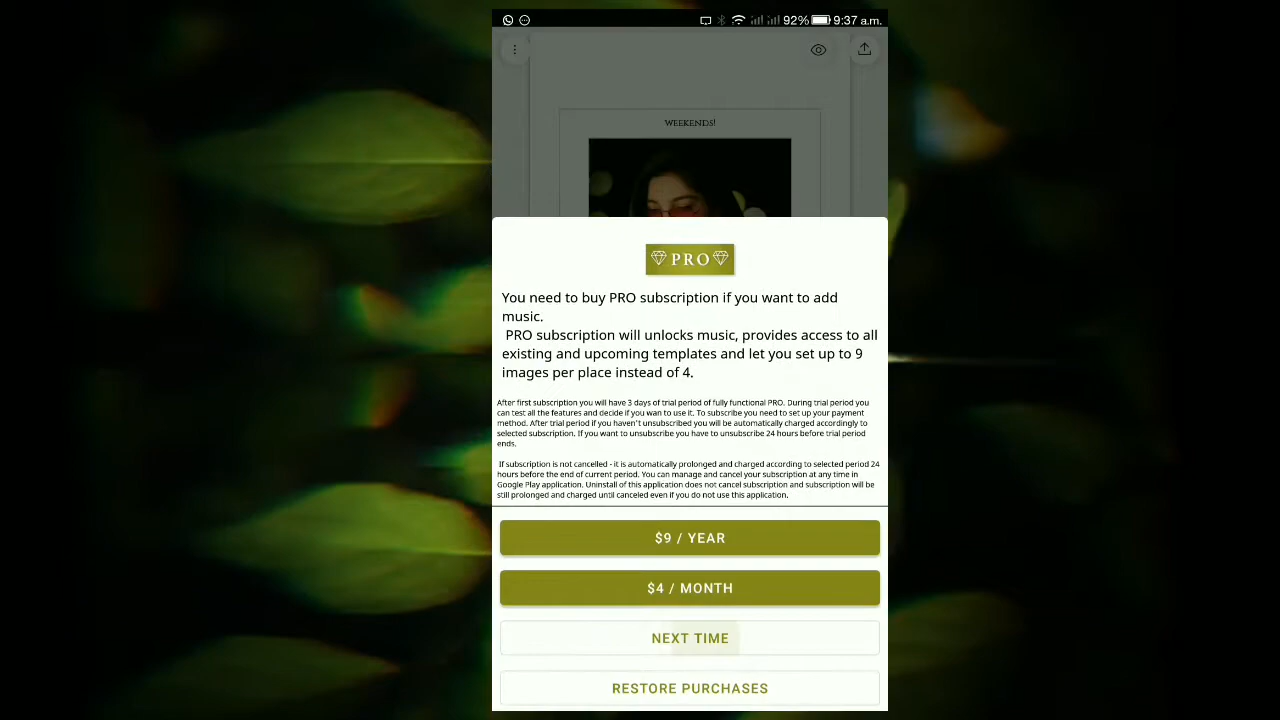 92% 9:37 a.m.
WEEKENDS!
PRO
You need to buy PRO subscription if you want to add
music.
PRO subscription will unlocks music, provides access to all
existing and upcoming templates and let you set up to 9
images per place instead of 4.
After first subscription you will have 3 days of trial period of fully functional PRO. During trial period you
can test all the features and decide if you wan to use it. To subscribe you need to set up your payment
method. After trial period if you haven't unsubscribed you will be automatically charged accordingly to
selected subscription. If you want to unsubscribe you have to unsubscribe 24 hours before trial period
ends.
If subscription is not cancelled - it is automatically prolonged and charged according to selected period 24
hours before the end of current period. You can manage and cancel your subscription at any time in
Google Play application. Uninstall of this application does not cancel subscription and subscription will be
still prolonged and charged until canceled even if you do not use this application.
$9 / YEAR
$4 / MONTH
NEXT TIME
RESTORE PURCHASES